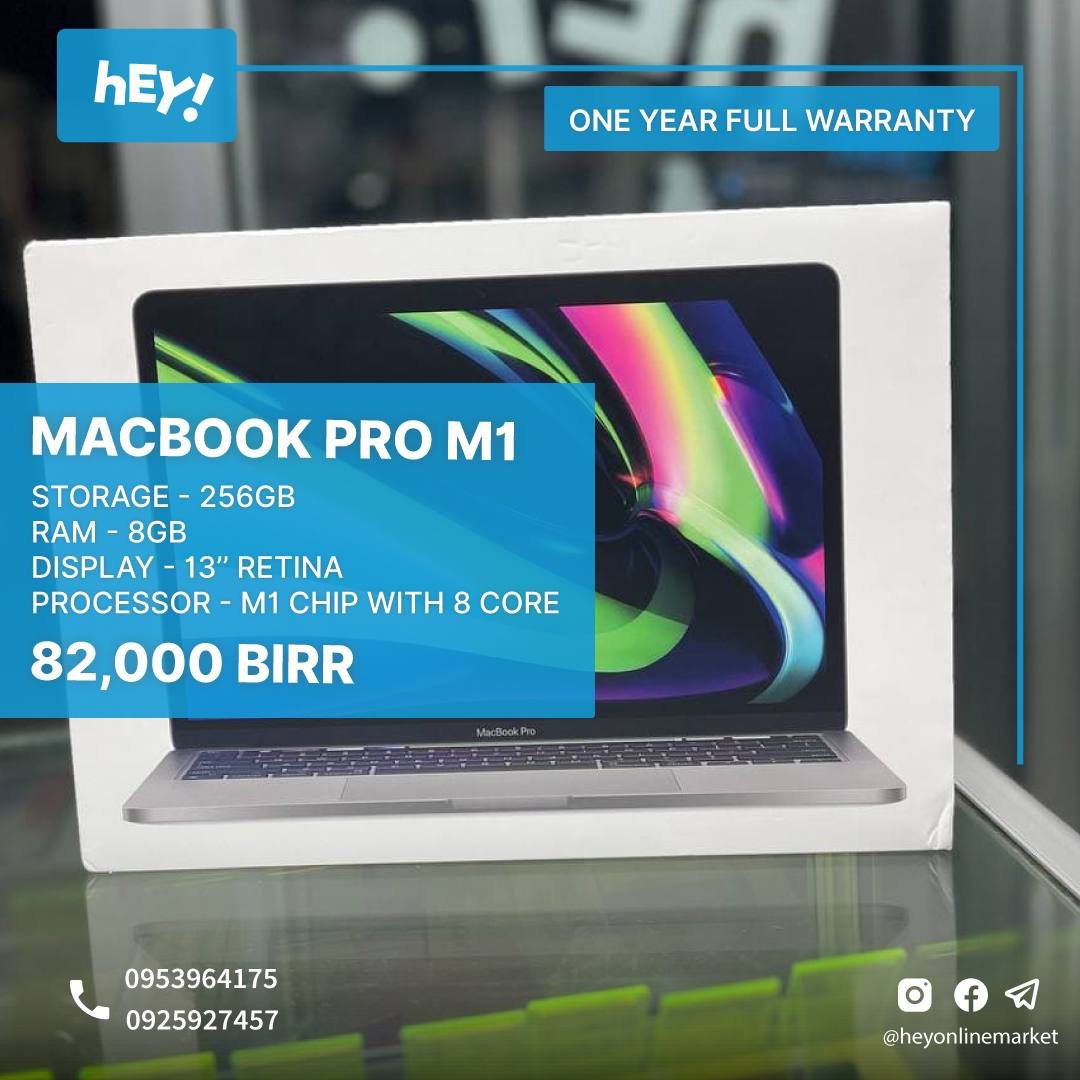 hEY!
ONE YEAR FULL WARRANTY
MACBOOK PRO M1
STORAGE - 256GB
RAM - 8GB
DISPLAY - 13” RETINA
PROCESSOR - M1 CHIP WITH 8 CORE
82,000 BIRR
MacBook Pro
0953964175
0925927457
@heyonlinemarket